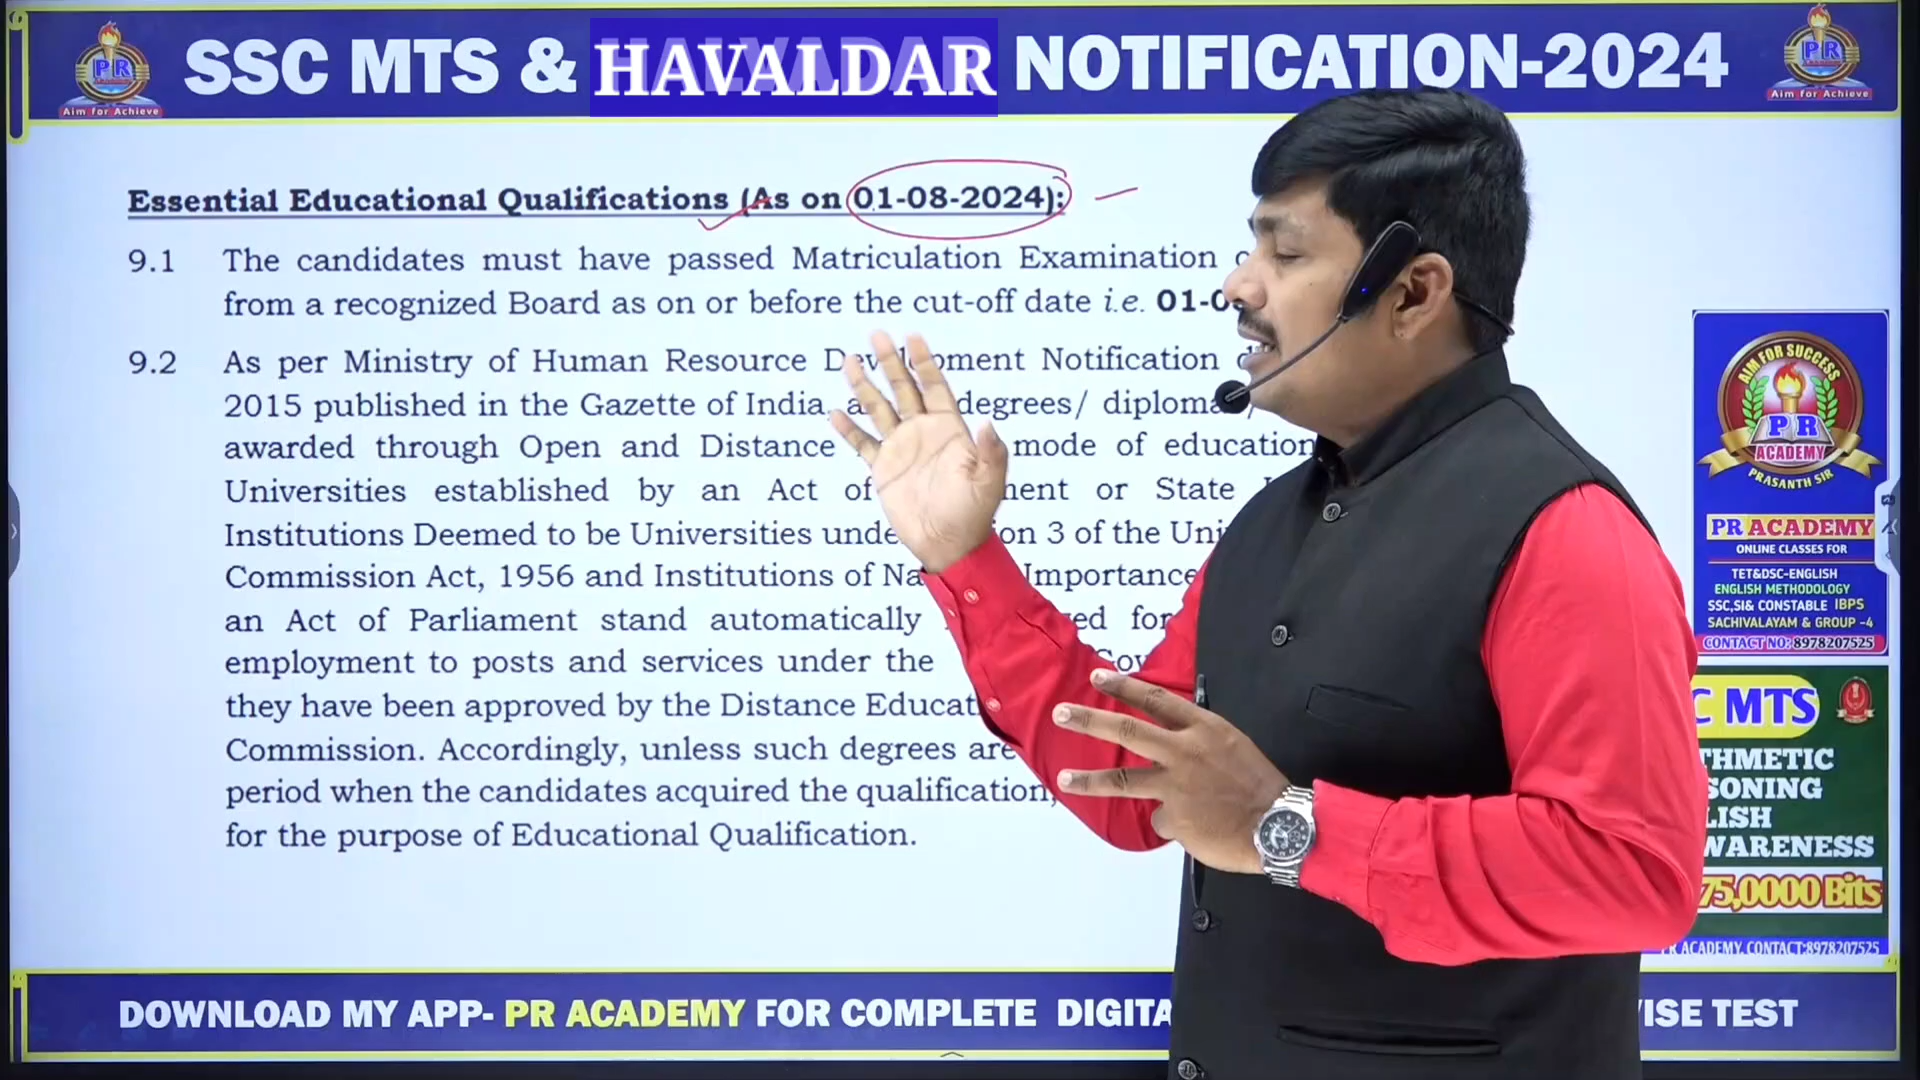 SSC MTS & HAVALDAR NOTIFICATION-2024
PR
Aim for Achieve
PR
Aim for Achieve
Essential Educational Qualifications (As on 01-08-2024):
9.1 The candidates must have passed Matriculation Examination
from a recognized Board as on or before the cut-off date i.e.
9.2 As per Ministry of Human Resource Notification
2015 published in the Gazette of India, degrees/
awarded through Open and Distance mode of education
Universities established by an Act of or State
Institutions Deemed to be Universities 3 of the
Commission Act, 1956 and Institutions of Importance
an Act of Parliament stand automatically for
employment to posts and services under the
they have been approved by the Distance
Commission. Accordingly, unless such degrees are
period when the candidates acquired the qualification,
for the purpose of Educational Qualification.
AIM FOR SUCCESS
PR
ACADEMY
PRASANTH SIR
PR ACADEMY
ONLINE CLASSES FOR
TET&DSC-ENGLISH
ENGLISH METHODOLOGY
SSC,SI& CONSTABLE IBPS
SACHIVALAYAM & GROUP -4
CONTACT NO: 8978207525
C MTS
THMETIC
SONING
LISH
WARENESS
75,0000 Bits
PR ACADEMY. CONTACT:8978207525
DOWNLOAD MY APP- PR ACADEMY FOR COMPLETE DIGITA ISE TEST